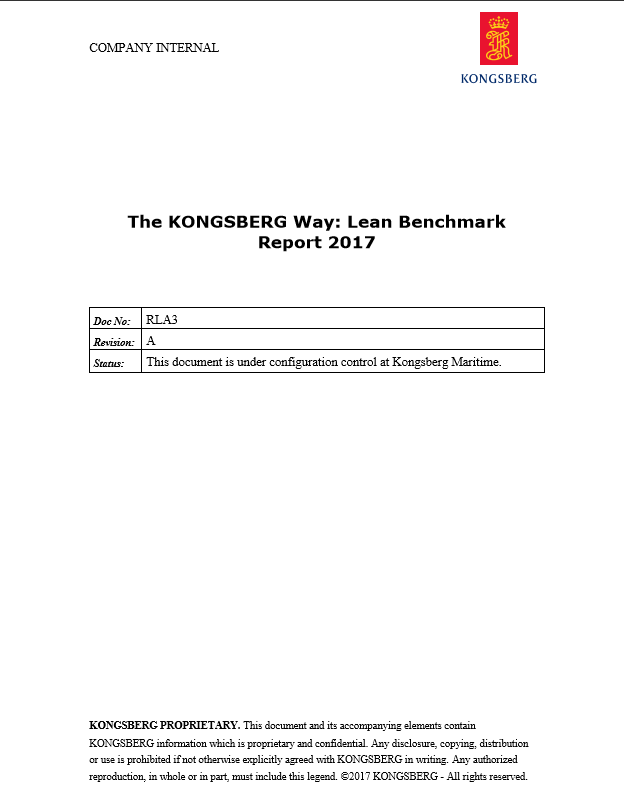 COMPANY INTERNAL
KONGSBERG
The KONGSBERG Way: Lean Benchmark
Report 2017
Doc No: RLA3
Revision: A
Status: This document is under configuration control at Kongsberg Maritime.
KONGSBERG PROPRIETARY. This document and its accompanying elements contain
KONGSBERG information which is proprietary and confidential. Any disclosure, copying, distribution
or use is prohibited if not otherwise explicitly agreed with KONGSBERG in writing. Any authorized
reproduction, in whole or in part, must include this legend. ©2017 KONGSBERG - All rights reserved.